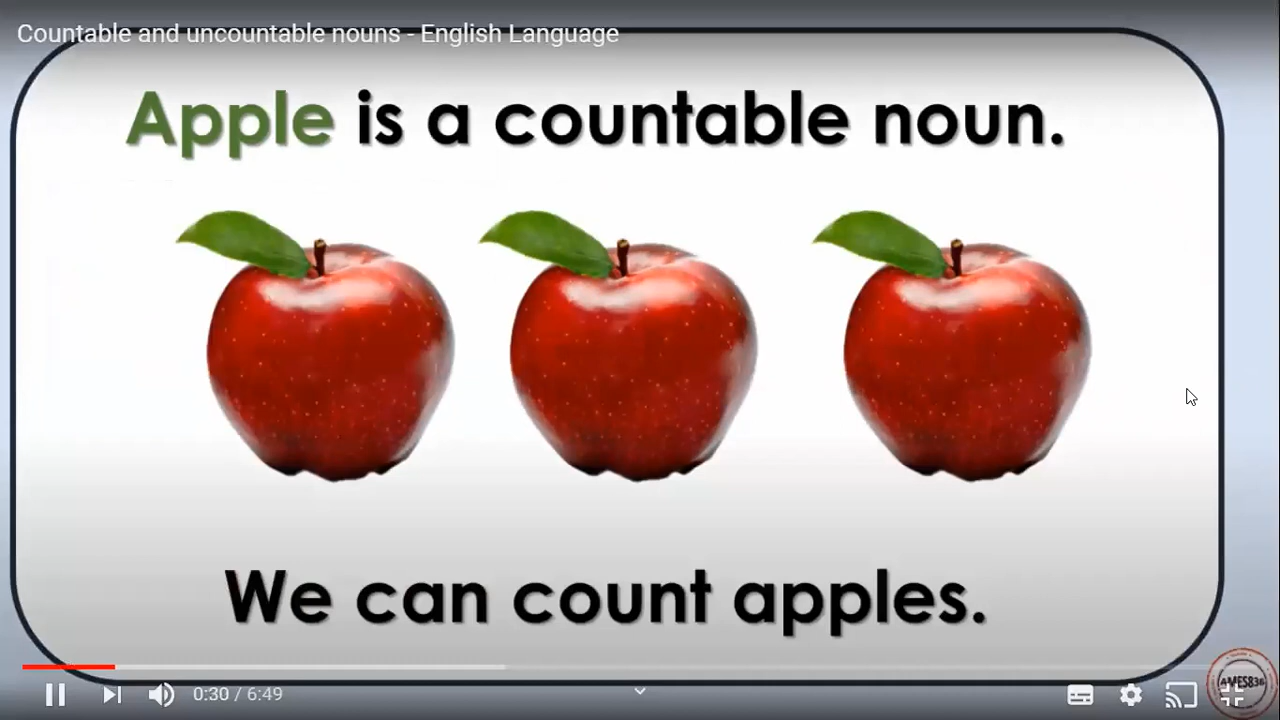 Countable and uncountable nouns - English Language
Apple is a countable noun.
We can count apples.
0:30 / 6:49